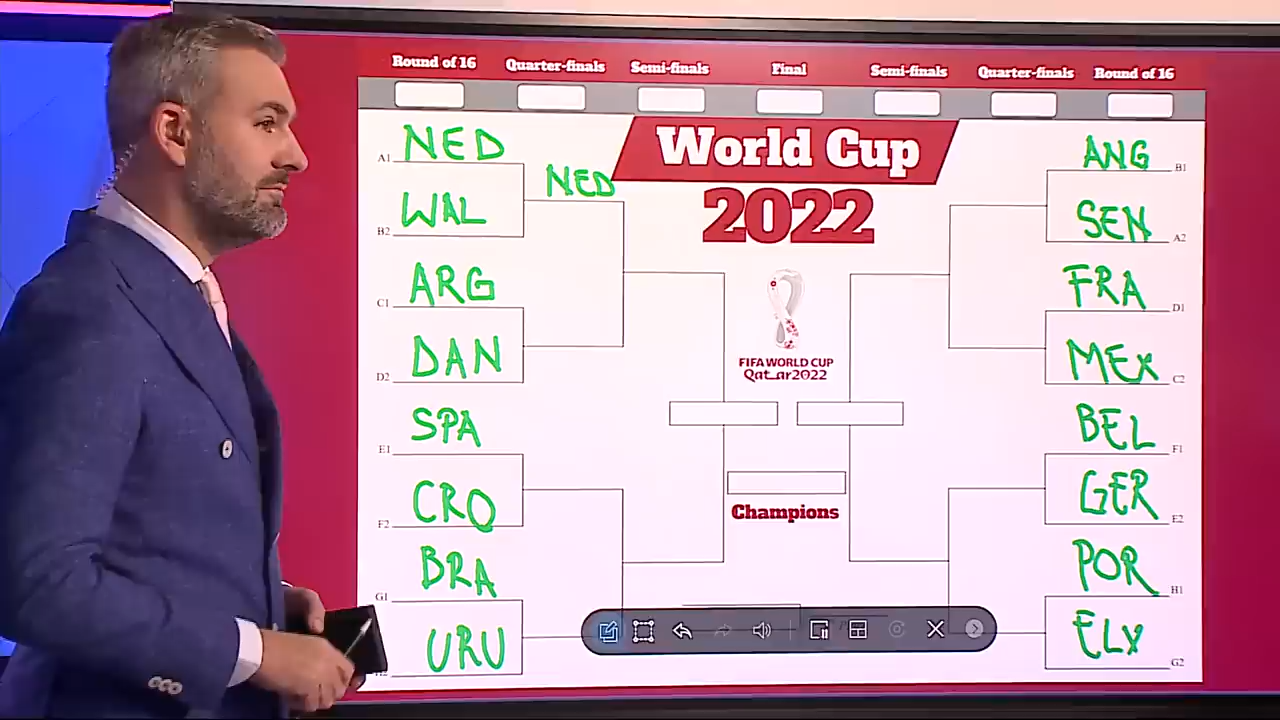 Round of 16 Quarter-finals Semi-finals Final Semi-finals Quarter-finals Round of 16
World Cup
2022
A1 NED
NED
B2 WAL
C1 ARG
D2 DAN
E1 SPA
F2 CRO
G1 BRA
URU
FIFA WORLD CUP
Qatar2022
Champions
ANG B1
SEN A2
FRA D1
MEX C2
BEL F1
GER E2
POR H1
ELV G2